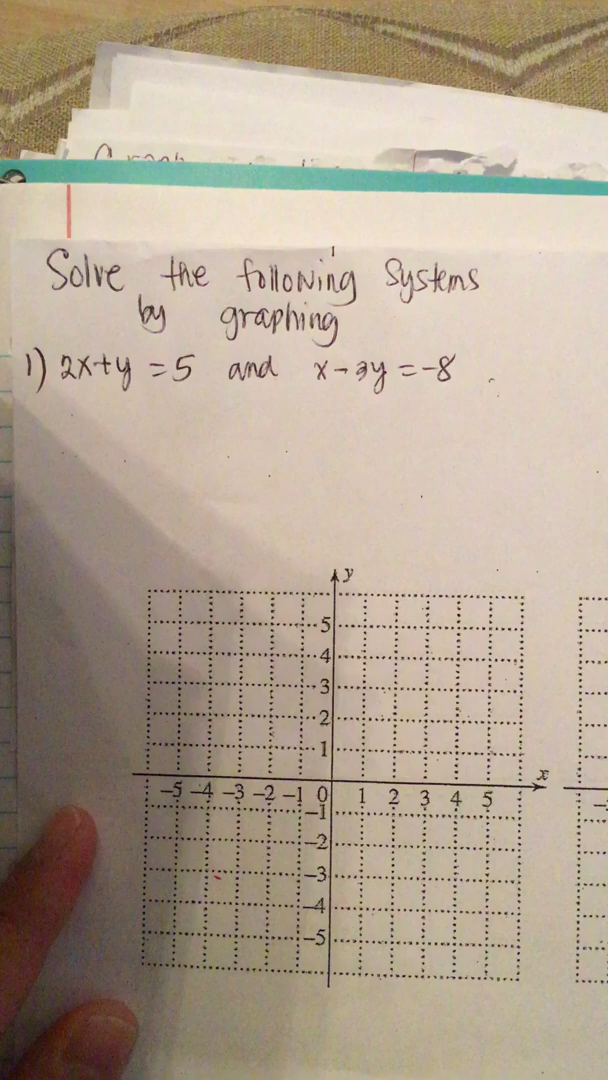 Solve the following Systems
by graphing
1) 2x+y = 5 and x - y = -8
y
5
4
3
2
1
x
-5 -4 -3 -2 -1 0 1 2 3 4 5
-1
-2
-3
-4
-5